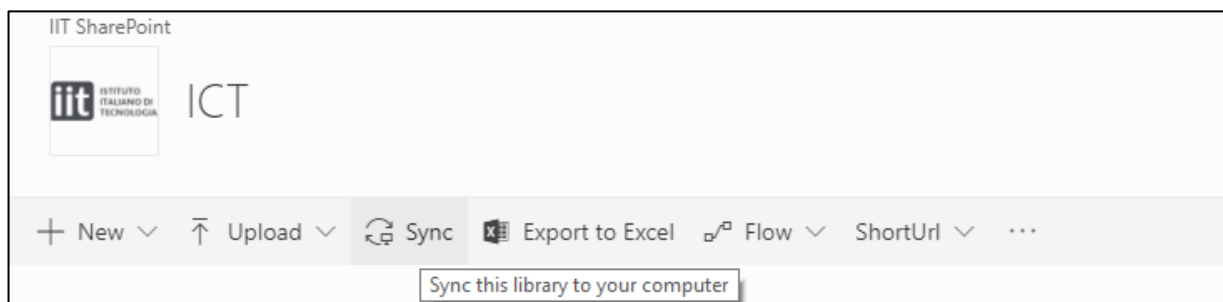 IIT SharePoint
iit ISTITUTO
ITALIANO DI
TECNOLOGIA
ICT
New Upload Sync Export to Excel Flow ShortUrl ...
Sync this library to your computer